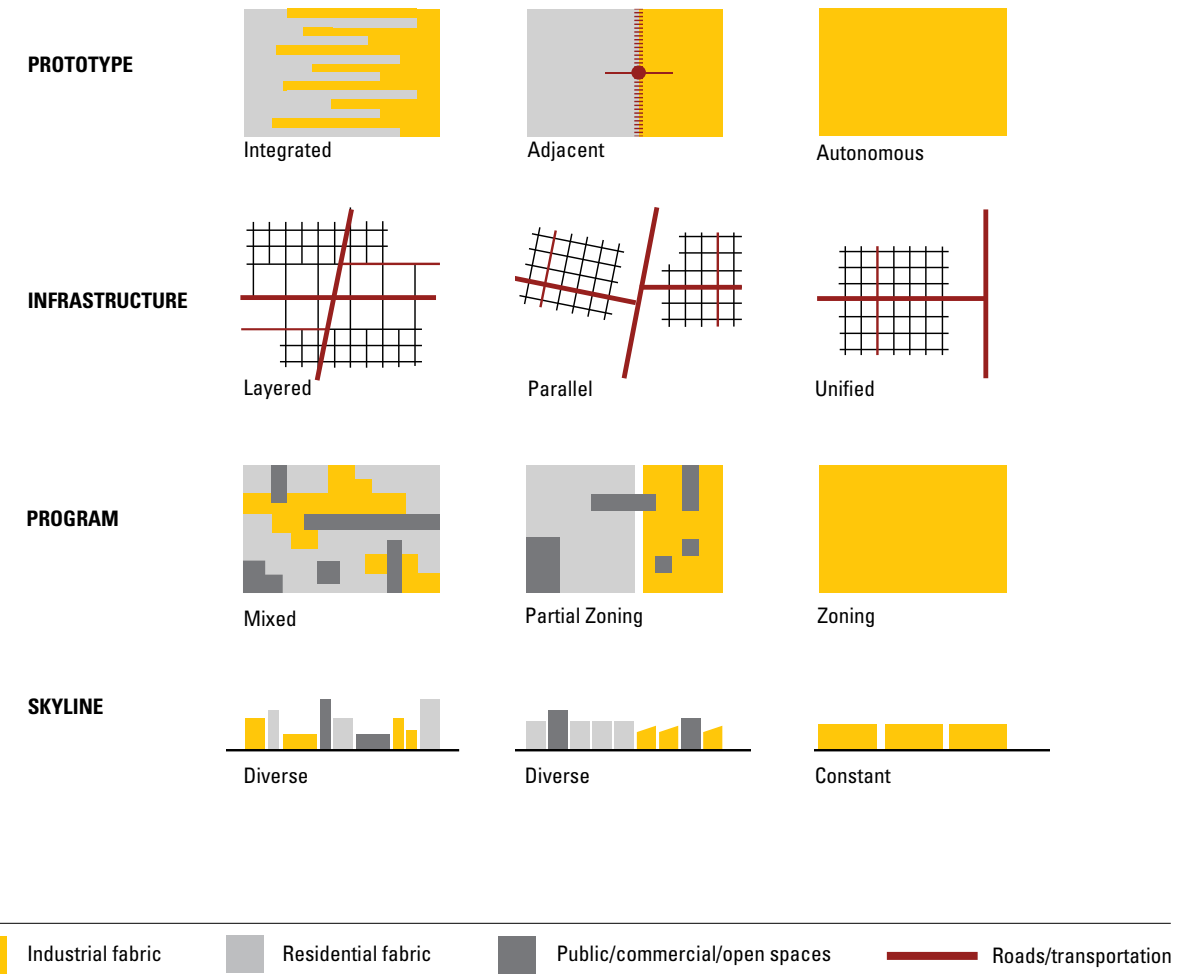 PROTOTYPE
Integrated
Adjacent
Autonomous
INFRASTRUCTURE
Layered
Parallel
Unified
PROGRAM
Mixed
Partial Zoning
Zoning
SKYLINE
Diverse
Diverse
Constant
Industrial fabric
Residential fabric
Public/commercial/open spaces
Roads/transportation